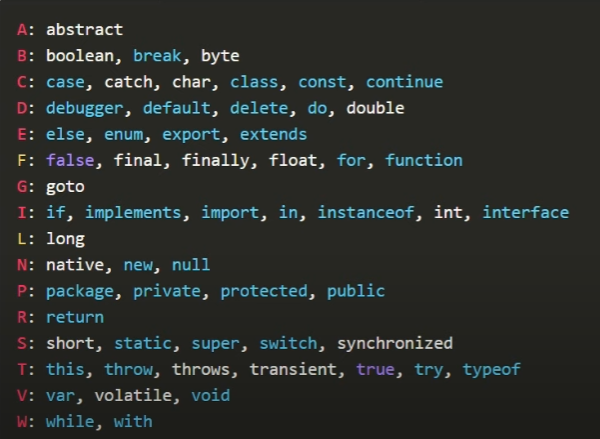 A: abstract
B: boolean, break, byte
C: case, catch, char, class, const, continue
D: debugger, default, delete, do, double
E: else, enum, export, extends
F: false, final, finally, float, for, function
G: goto
I: if, implements, import, in, instanceof, int, interface
L: long
N: native, new, null
P: package, private, protected, public
R: return
S: short, static, super, switch, synchronized
T: this, throw, throws, transient, true, try, typeof
V: var, volatile, void
W: while, with